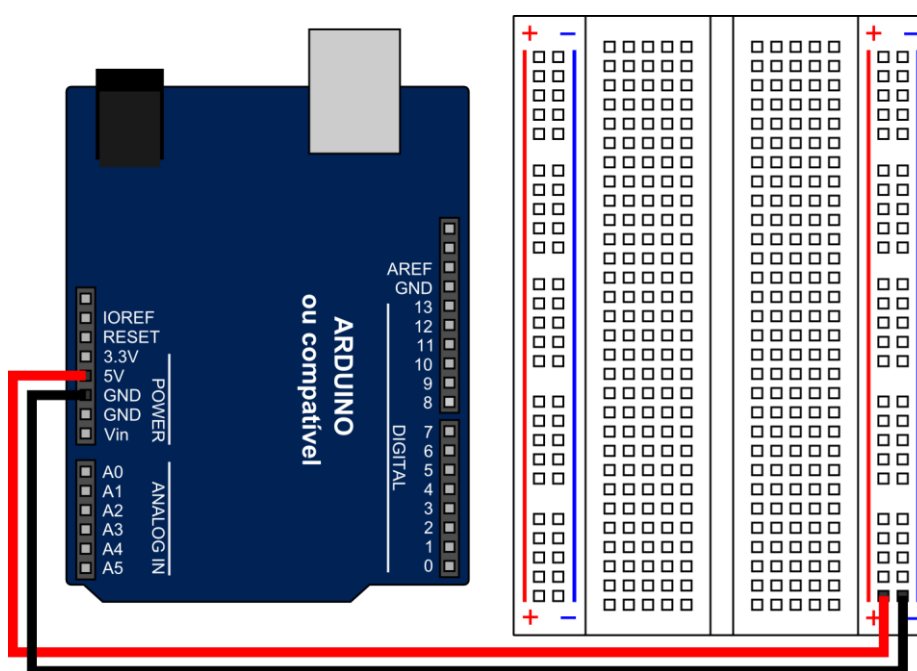 + −
+ −
AREF
GND
13
12
11
10
9
8
7
6
5
4
3
2
1
0
DIGITAL
ARDUINO
ou compatível
IOREF
RESET
3.3V
5V
GND
GND
Vin
POWER
A0
A1
A2
A3
A4
A5
ANALOG IN
+ −
+ −